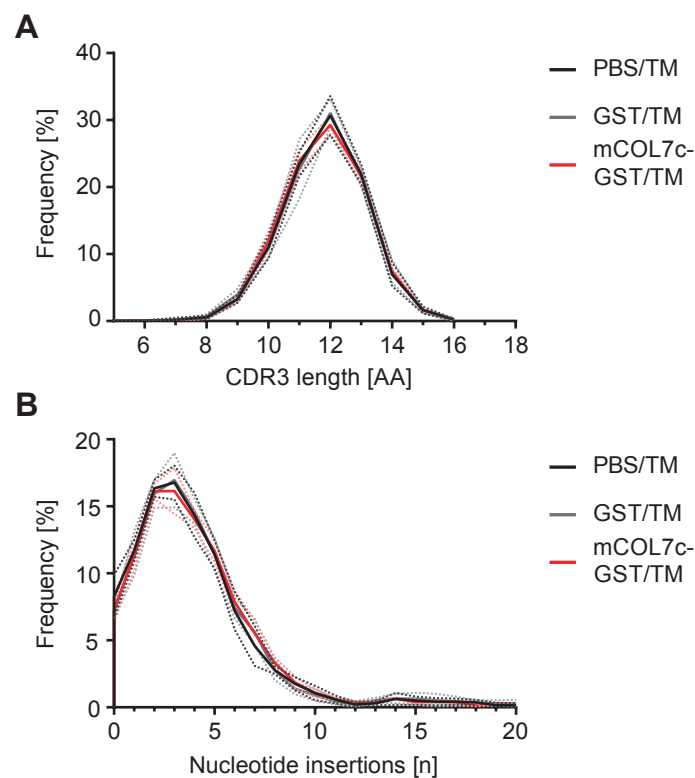 A
40
30
20
10
0
Frequency [%]
6 8 10 12 14 16 18
CDR3 length [AA]
PBS/TM
GST/TM
mCOL7c-
GST/TM
B
20
15
10
5
0
Frequency [%]
0 5 10 15 20
Nucleotide insertions [n]
PBS/TM
GST/TM
mCOL7c-
GST/TM